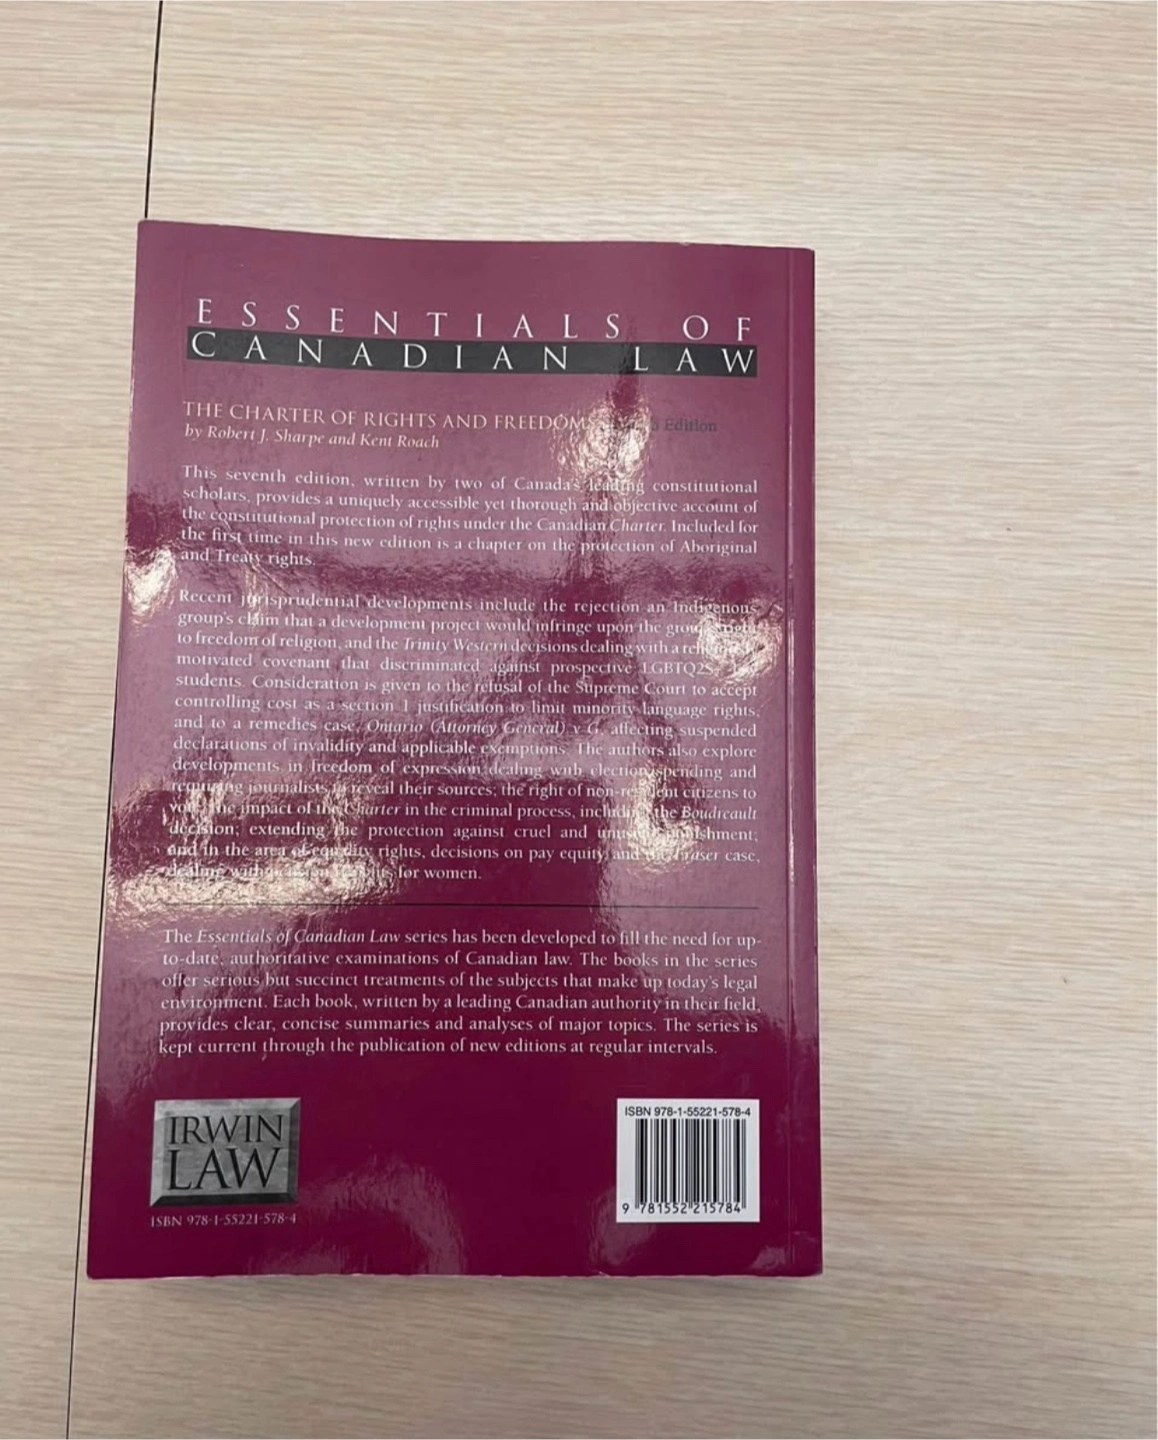 ESSENTIALS OF
CANADIAN LAW
THE CHARTER OF RIGHTS AND FREEDOMS Edition
by Robert J. Sharpe and Kent Roach
This seventh edition, written by two of Canada's leading constitutional
scholars, provides a uniquely accessible yet thorough and objective account of
the constitutional protection of rights under the Canadian Charter. Included for
the first time in this new edition is a chapter on the protection of Aboriginal
and Treaty rights.
Recent jurisprudential developments include the rejection an Indigenous
group's claim that a development project would infringe upon the group's right
to freedom of religion, and the Trinity Western decisions dealing with a
motivated covenant that discriminated against prospective LGBTQ2S+
students. Consideration is given to the refusal of the Supreme Court to accept
controlling cost as a section 1 justification to limit minority language rights,
and to a remedies case, Ontario (Attorney General) v G, affecting suspended
declarations of invalidity and applicable exemptions. The authors also explore
developments in freedom of expression dealing with election spending and
requiring journalists to reveal their sources; the right of non-resident citizens to
vote; the impact of the Charter in the criminal process, including the Boudreault
decision; extending the protection against cruel and unusual punishment;
and in the area of equality rights, decisions on pay equity and the Fraser case,
dealing with pension benefits for women.
The Essentials of Canadian Law series has been developed to fill the need for up-
to-date, authoritative examinations of Canadian law. The books in the series
offer serious but succinct treatments of the subjects that make up today's legal
environment. Each book, written by a leading Canadian authority in their field,
provides clear, concise summaries and analyses of major topics. The series is
kept current through the publication of new editions at regular intervals.
IRWIN
LAW
ISBN 978-1-55221-578-4
ISBN 978-1-55221-578-4
9 781552 215784